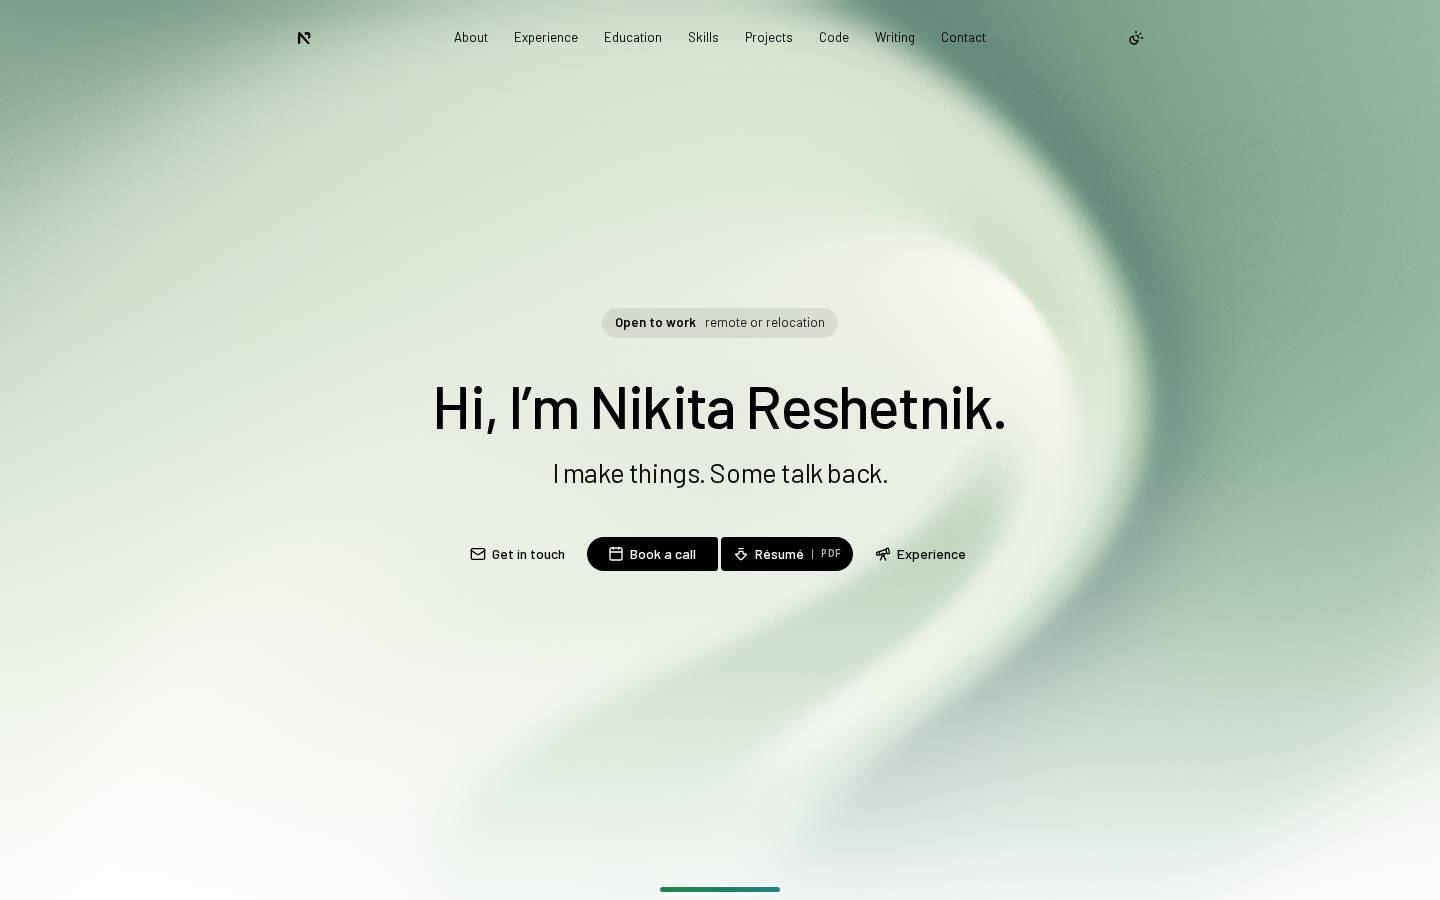 About Experience Education Skills Projects Code Writing Contact
Open to work remote or relocation
Hi, I’m Nikita Reshetnik.
I make things. Some talk back.
Get in touch Book a call Résumé | PDF Experience